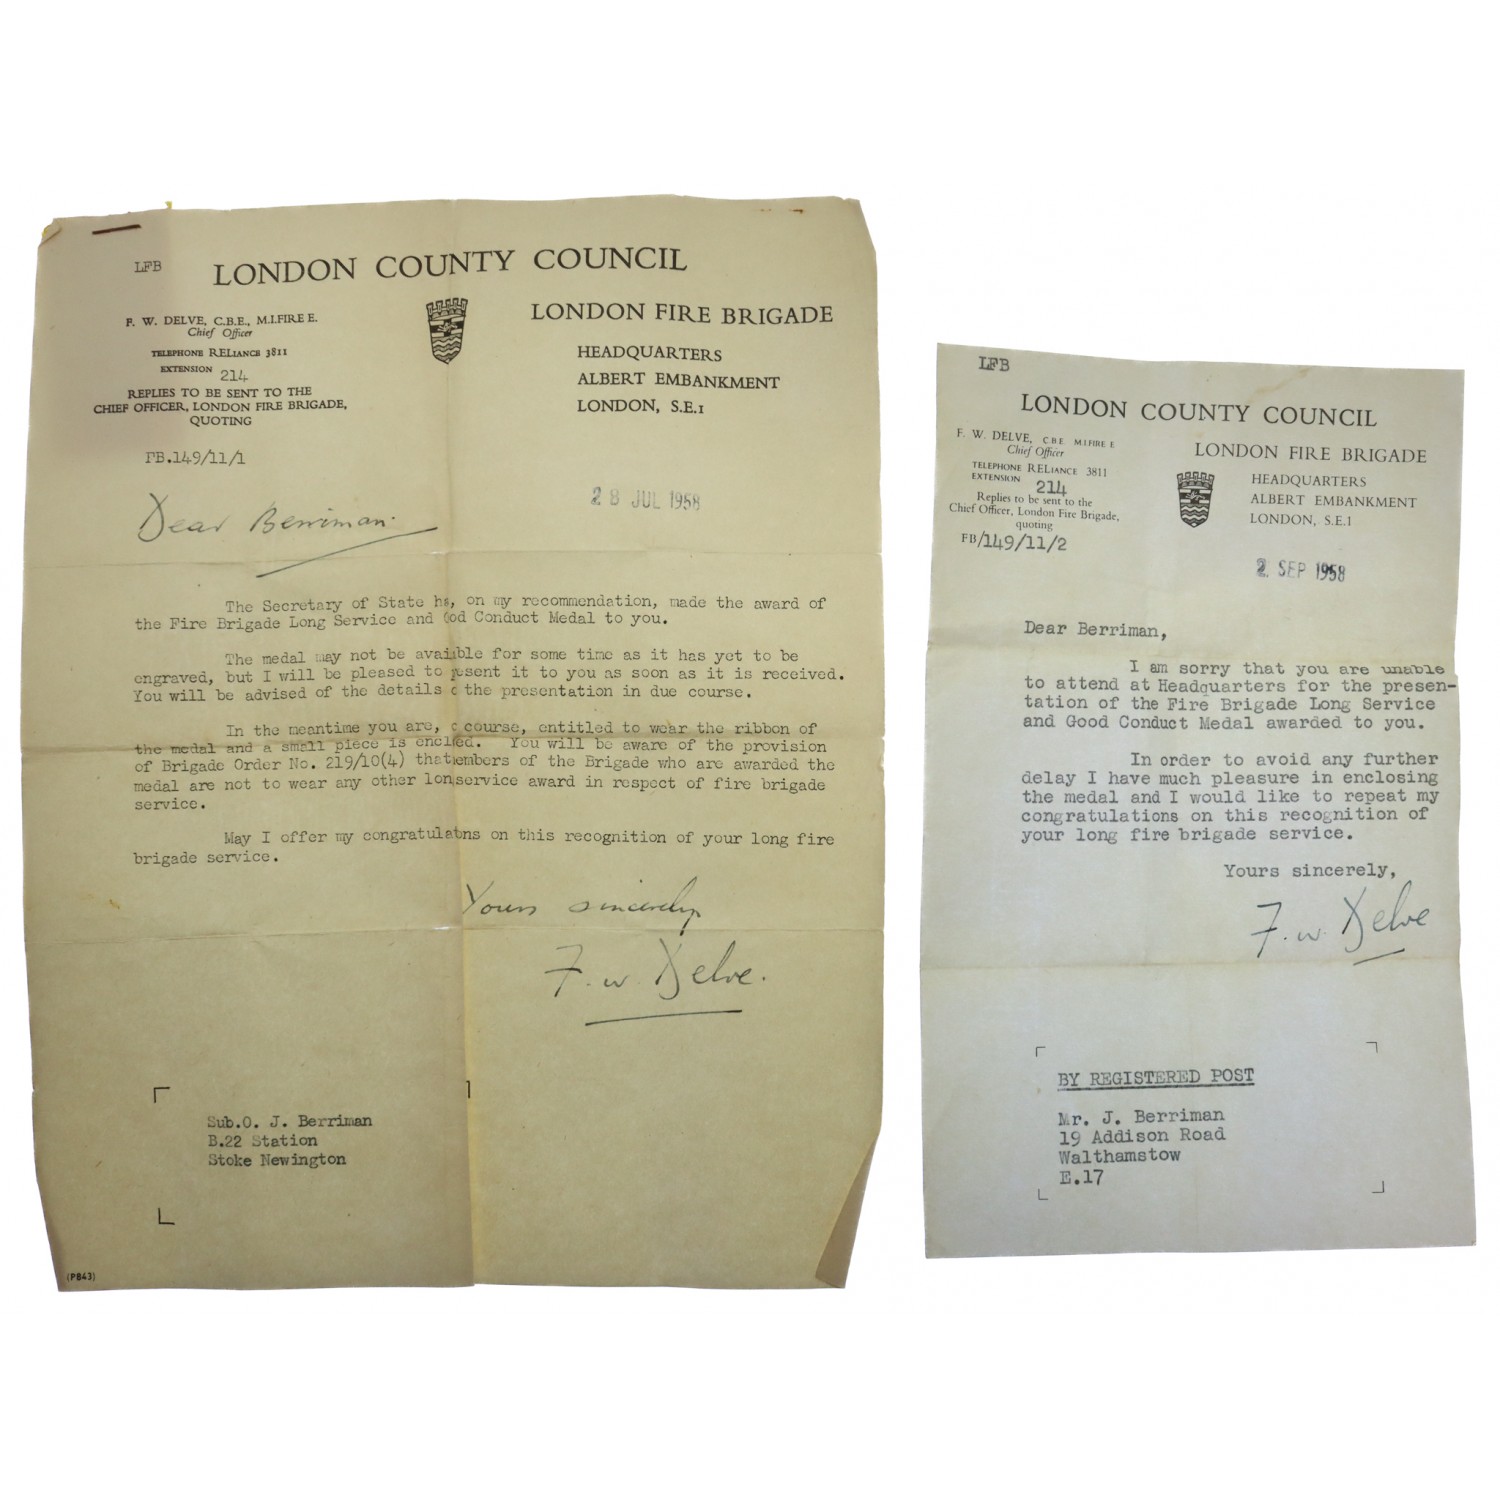 LFB
LONDON COUNTY COUNCIL
F. W. DELVE, C.B.E., M.I.FIRE E.
Chief Officer
TELEPHONE RELIANCE 3811
EXTENSION 214
REPLIES TO BE SENT TO THE
CHIEF OFFICER, LONDON FIRE BRIGADE,
QUOTING
FB.149/11/1
LONDON FIRE BRIGADE
HEADQUARTERS
ALBERT EMBANKMENT
LONDON, S.E.1
28 JUL 1958
Dear Berriman.
The Secretary of State has, on my recommendation, made the award of
the Fire Brigade Long Service and Good Conduct Medal to you.
The medal may not be available for some time as it has yet to be
engraved, but I will be pleased to present it to you as soon as it is received.
You will be advised of the details of the presentation in due course.
In the meantime you are, of course, entitled to wear the ribbon of
the medal and a small piece is enclosed. You will be aware of the provision
of Brigade Order No. 219/10(4) that members of the Brigade who are awarded the
medal are not to wear any other long service award in respect of fire brigade
service.
May I offer my congratulations on this recognition of your long fire
brigade service.
Yours sincerely
F. W. Delve.
Sub.O. J. Berriman
B.22 Station
Stoke Newington
(P843)
LFB
LONDON COUNTY COUNCIL
F. W. DELVE, C.B.E. M.I.FIRE E
Chief Officer
TELEPHONE RELIANCE 3811
EXTENSION 214
Replies to be sent to the
Chief Officer, London Fire Brigade,
quoting
FB/149/11/2
LONDON FIRE BRIGADE
HEADQUARTERS
ALBERT EMBANKMENT
LONDON, S.E.1
2 SEP 1958
Dear Berriman,
I am sorry that you are unable
to attend at Headquarters for the presen-
tation of the Fire Brigade Long Service
and Good Conduct Medal awarded to you.
In order to avoid any further
delay I have much pleasure in enclosing
the medal and I would like to repeat my
congratulations on this recognition of
your long fire brigade service.
Yours sincerely,
F. W. Delve
BY REGISTERED POST
Mr. J. Berriman
19 Addison Road
Walthamstow
E.17